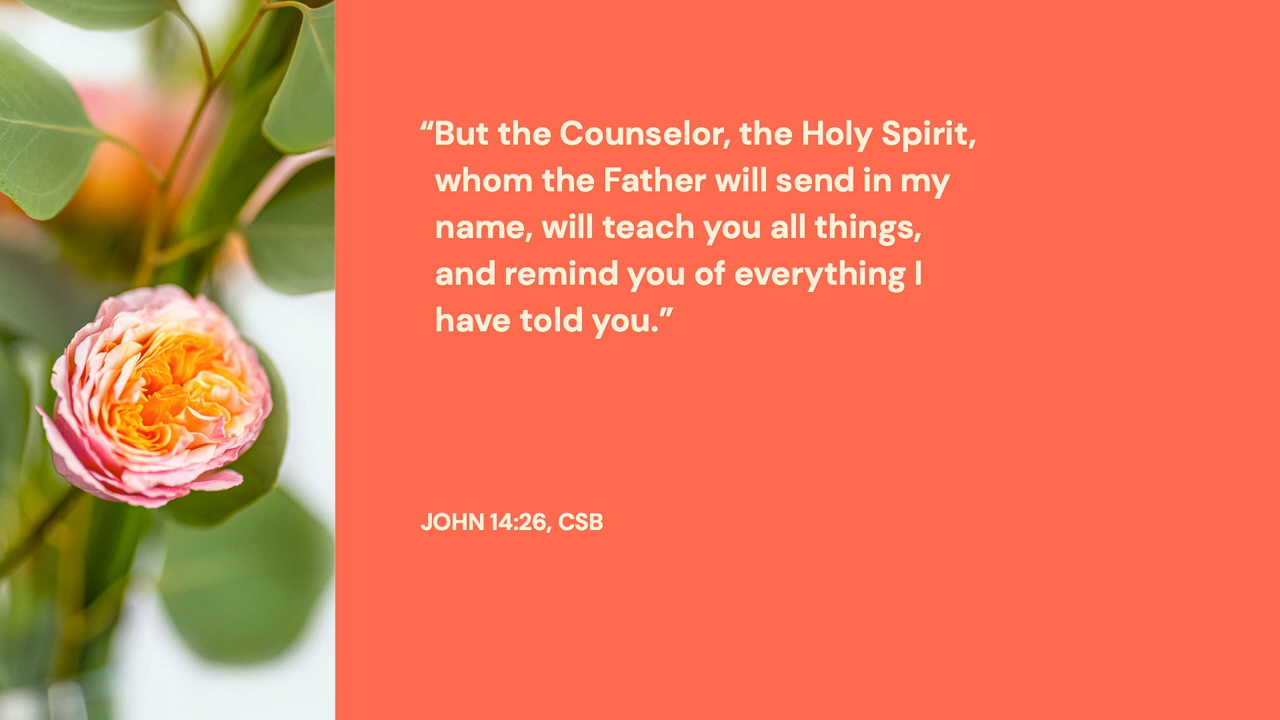 “But the Counselor, the Holy Spirit,
whom the Father will send in my
name, will teach you all things,
and remind you of everything I
have told you.”
JOHN 14:26, CSB